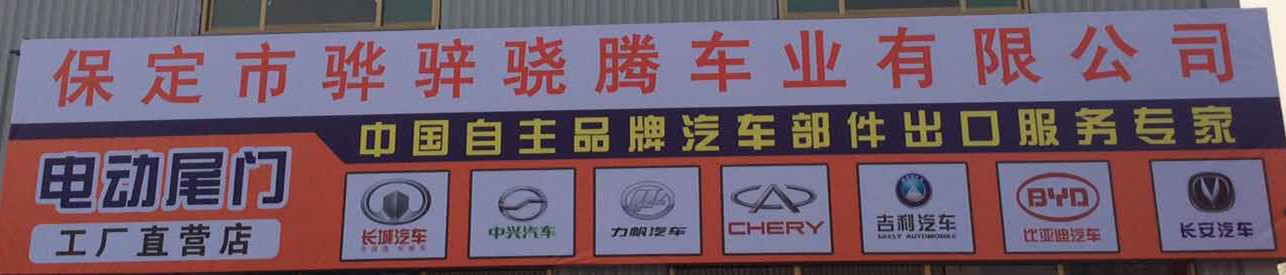 保定市骅骍骁腾车业有限公司
中国自主品牌汽车部件出口服务专家
电动尾门
工厂直营店
长城汽车
中兴汽车
力帆汽车
CHERY
吉利汽车
GEELY AUTOMOBILE
BYD
比亚迪汽车
长安汽车